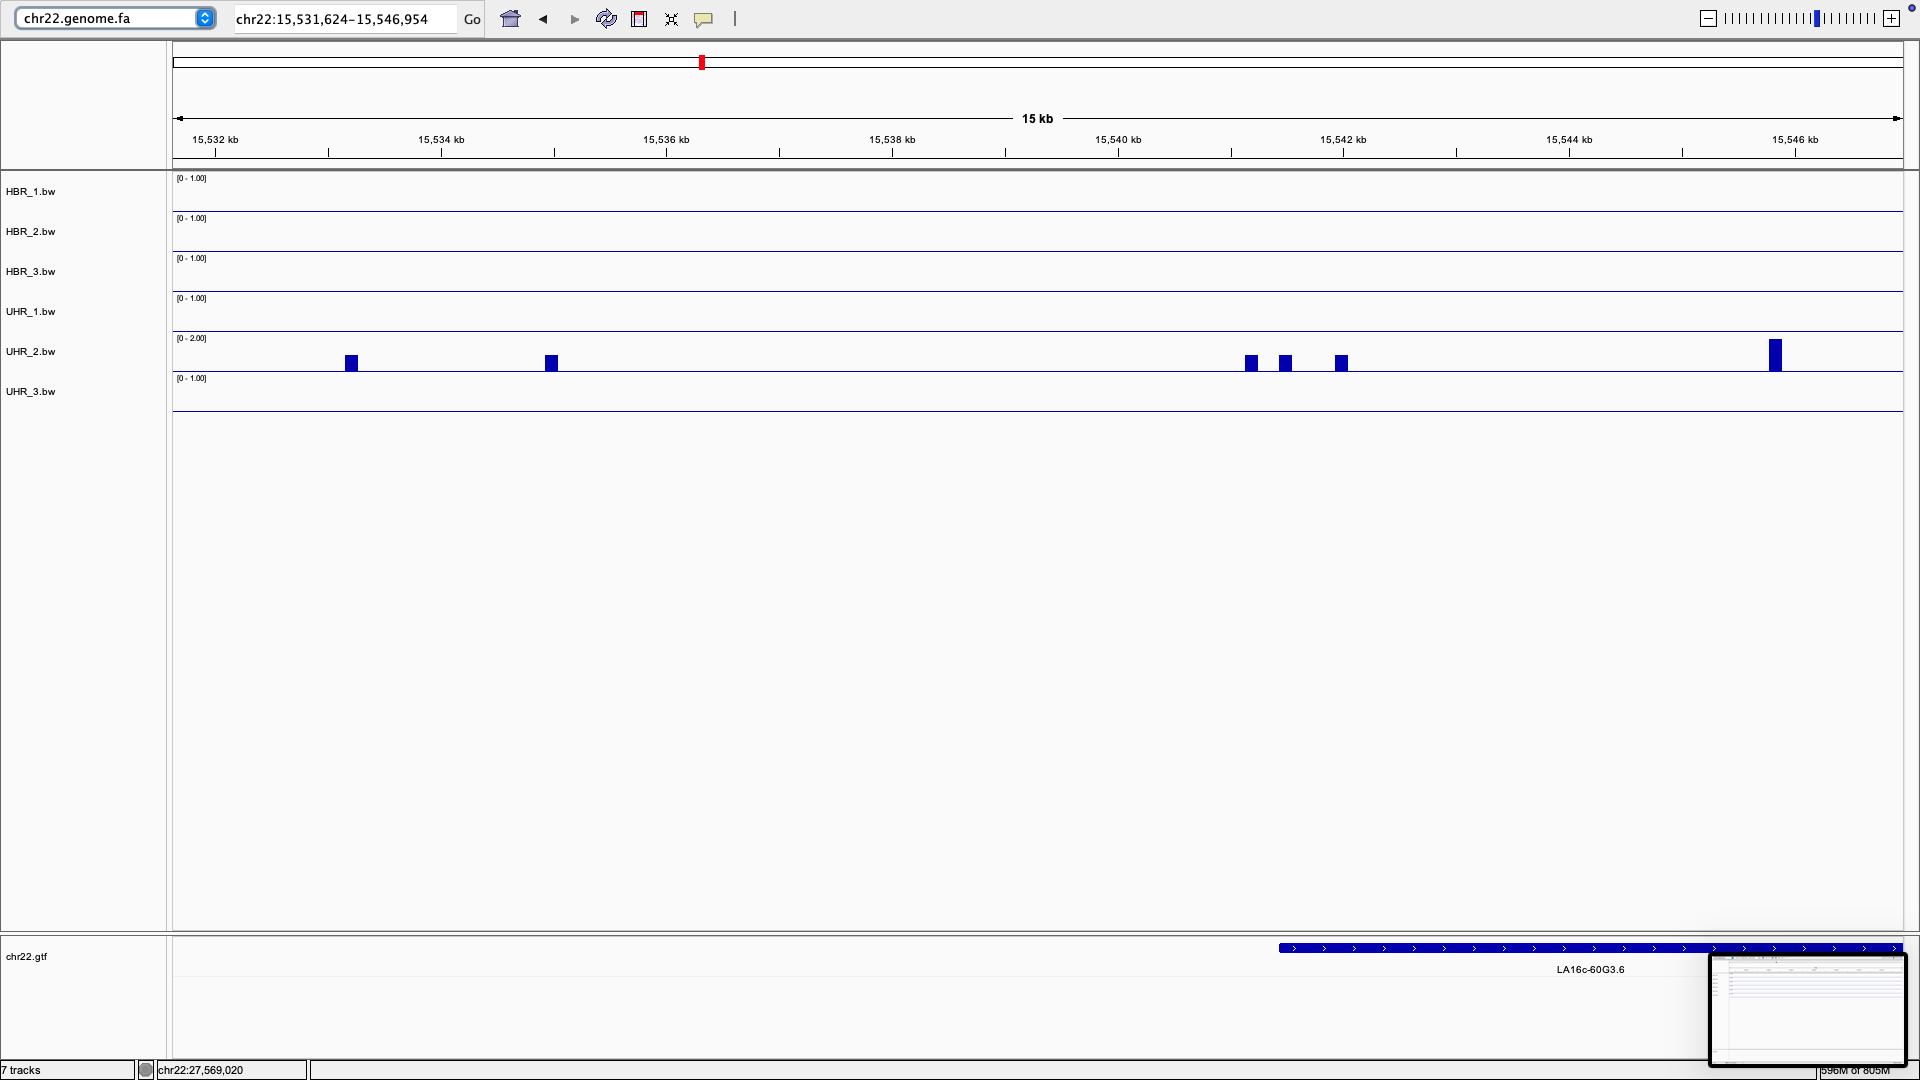 chr22.genome.fa chr22:15,531,624-15,546,954 Go
15 kb
15,532 kb 15,534 kb 15,536 kb 15,538 kb 15,540 kb 15,542 kb 15,544 kb 15,546 kb
[0 - 1.00]
HBR_1.bw
[0 - 1.00]
HBR_2.bw
[0 - 1.00]
HBR_3.bw
[0 - 1.00]
UHR_1.bw
[0 - 2.00]
UHR_2.bw
[0 - 1.00]
UHR_3.bw
chr22.gtf
LA16c-60G3.6
7 tracks chr22:27,569,020 596M of 805M